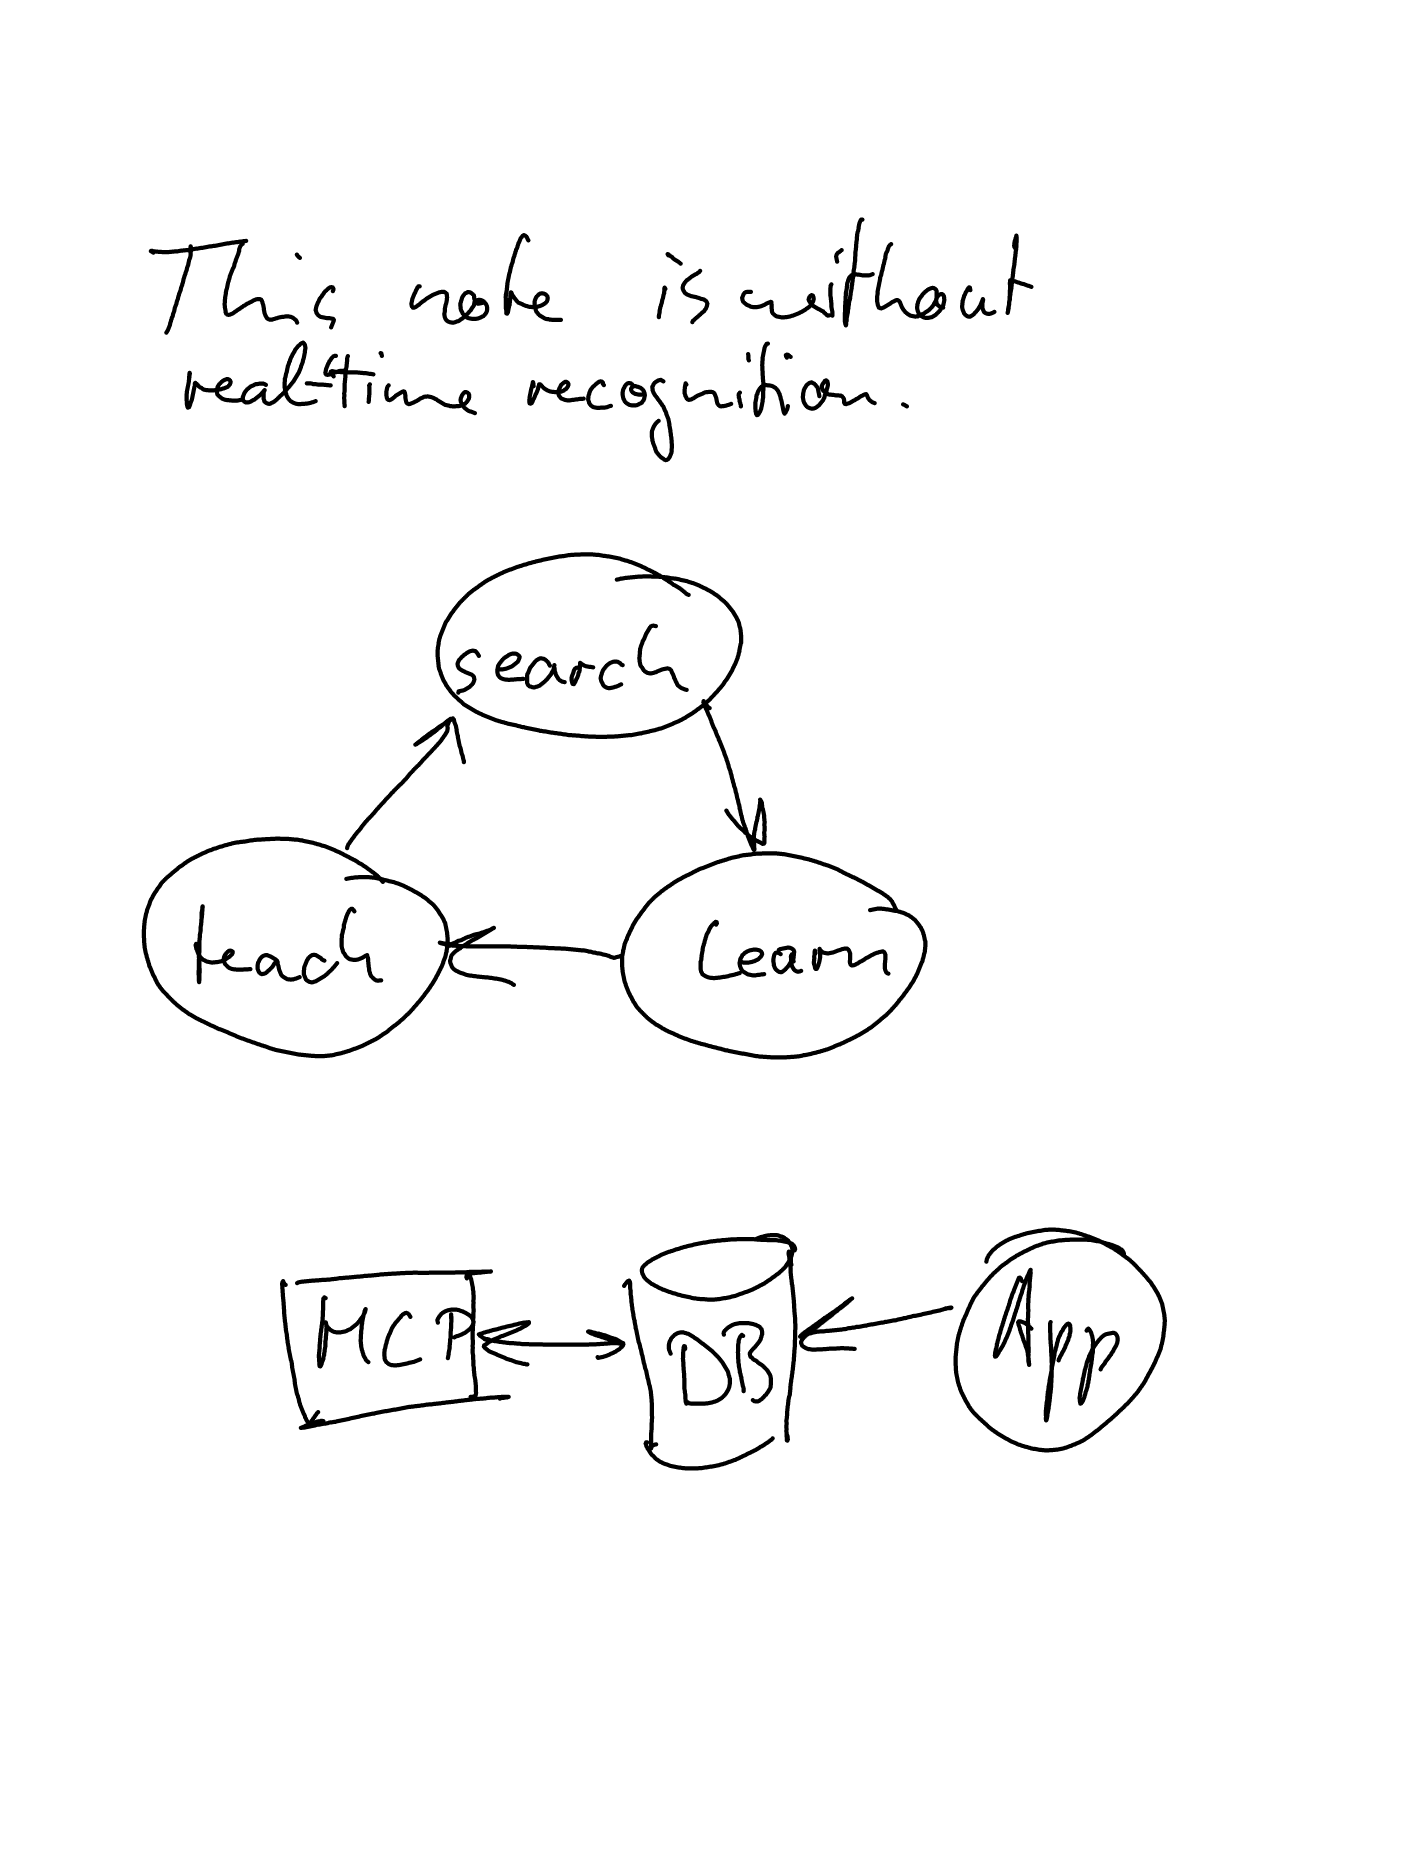 This note is without
real-time recognition.
search
teach
learn
MCP
DB
App